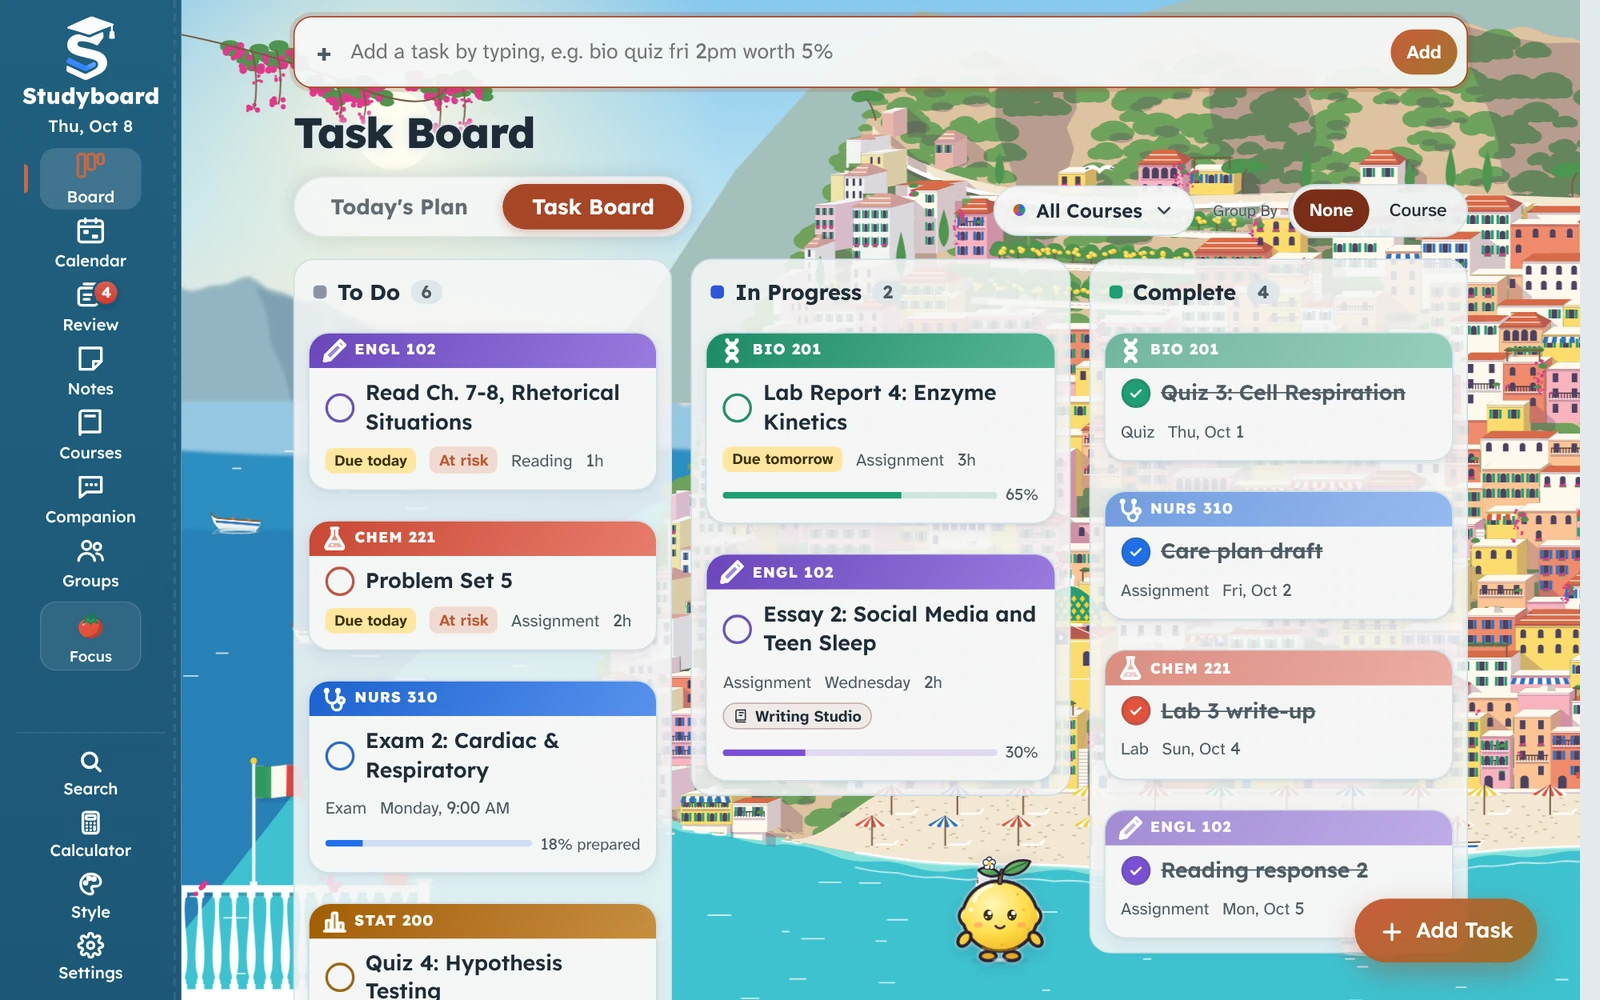 Studyboard
Thu, Oct 8
Board
Calendar
4
Review
Notes
Courses
Companion
Groups
Focus
Search
Calculator
Style
Settings
+ Add a task by typing, e.g. bio quiz fri 2pm worth 5%
Add
Task Board
Today's Plan
Task Board
All Courses
Group By
None
Course
To Do 6
ENGL 102
Read Ch. 7-8, Rhetorical
Situations
Due today At risk Reading 1h
CHEM 221
Problem Set 5
Due today At risk Assignment 2h
NURS 310
Exam 2: Cardiac &
Respiratory
Exam Monday, 9:00 AM
18% prepared
STAT 200
Quiz 4: Hypothesis
Testing
In Progress 2
BIO 201
Lab Report 4: Enzyme
Kinetics
Due tomorrow Assignment 3h
65%
ENGL 102
Essay 2: Social Media and
Teen Sleep
Assignment Wednesday 2h
Writing Studio
30%
Complete 4
BIO 201
Quiz 3: Cell Respiration
Quiz Thu, Oct 1
NURS 310
Care plan draft
Assignment Fri, Oct 2
CHEM 221
Lab 3 write-up
Lab Sun, Oct 4
ENGL 102
Reading response 2
Assignment Mon, Oct 5
+ Add Task